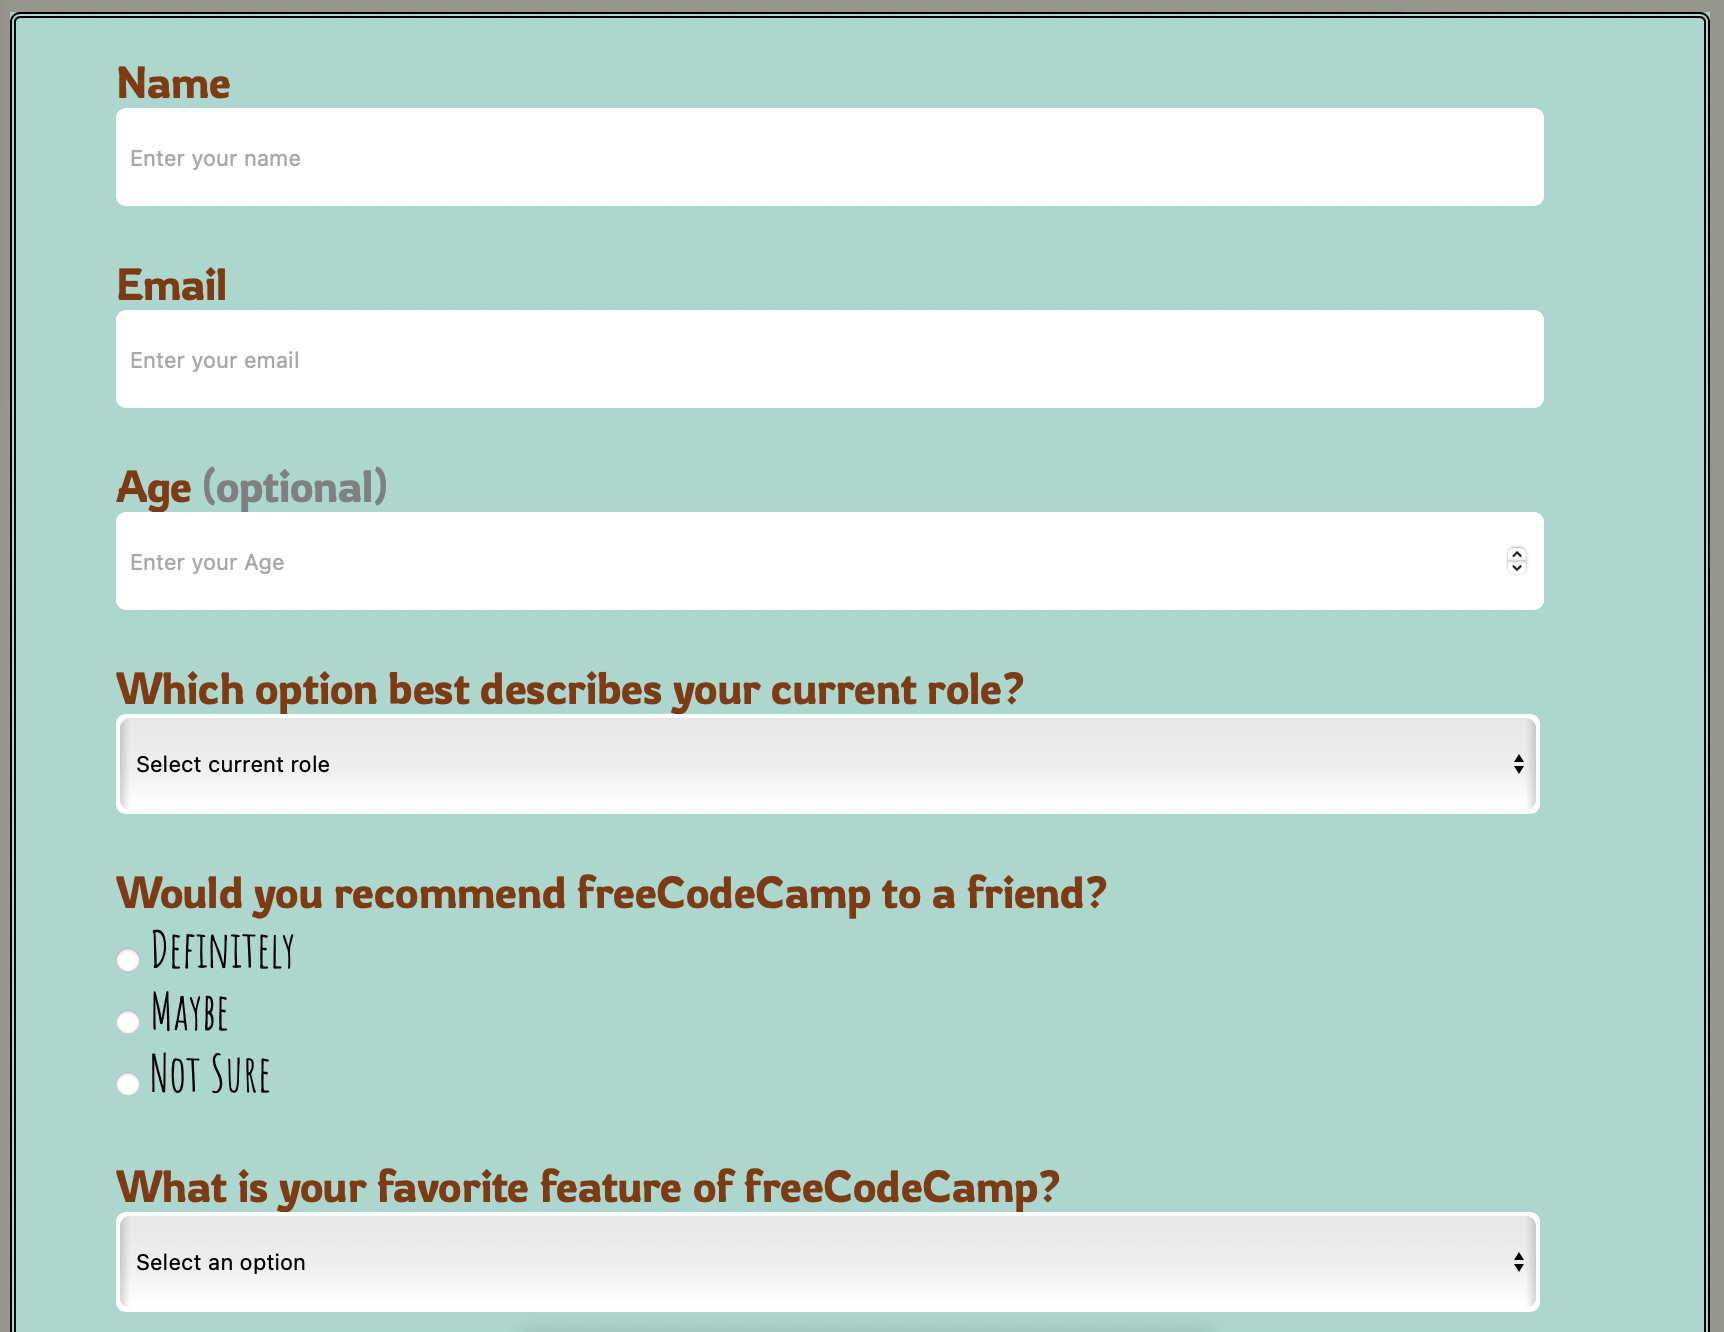 Name
Enter your name
Email
Enter your email
Age (optional)
Enter your Age
Which option best describes your current role?
Select current role
Would you recommend freeCodeCamp to a friend?
Definitely
Maybe
Not Sure
What is your favorite feature of freeCodeCamp?
Select an option